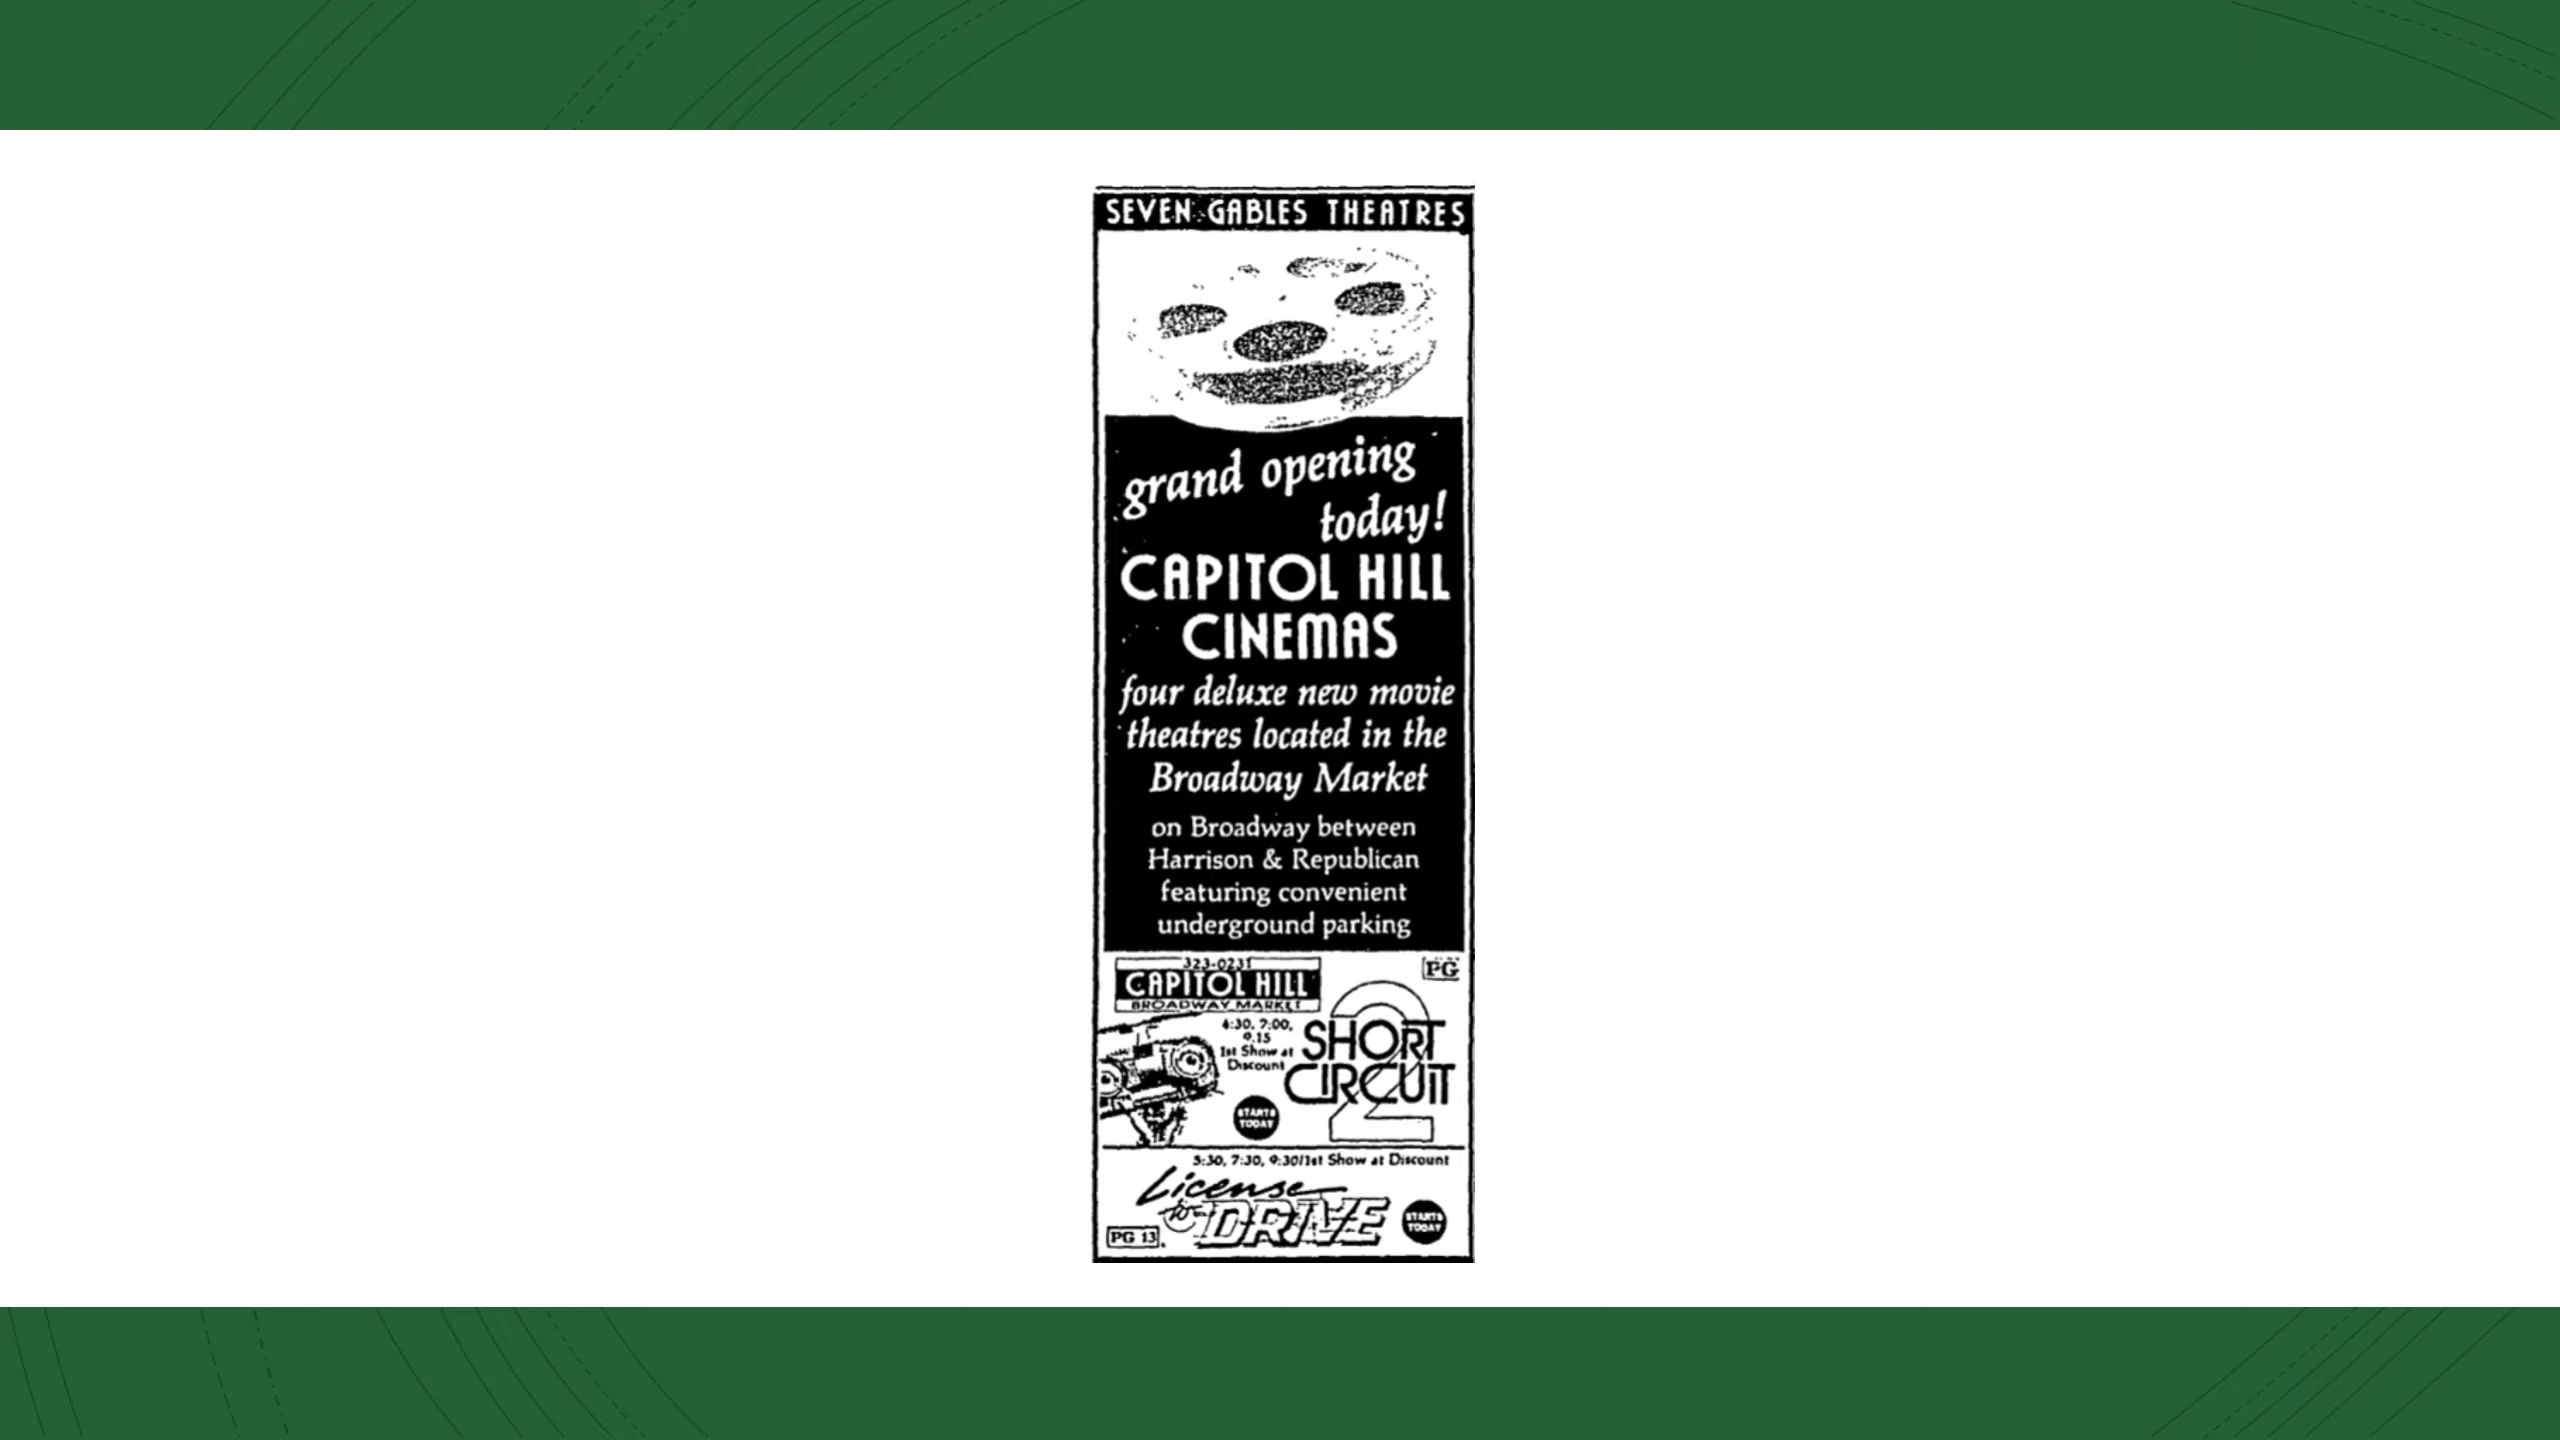 SEVEN GABLES THEATRES
grand opening
today!
CAPITOL HILL
CINEMAS
four deluxe new movie
theatres located in the
Broadway Market
on Broadway between
Harrison & Republican
featuring convenient
underground parking
323-0231
CAPITOL HILL
BROADWAY MARKET
PG
4:30, 7:00,
9:15
1st Show at
Discount
SHORT
CIRCUIT
2
STARTS
TODAY
5:30, 7:30, 9:30/1st Show at Discount
License
to DRIVE
STARTS
TODAY
PG 13